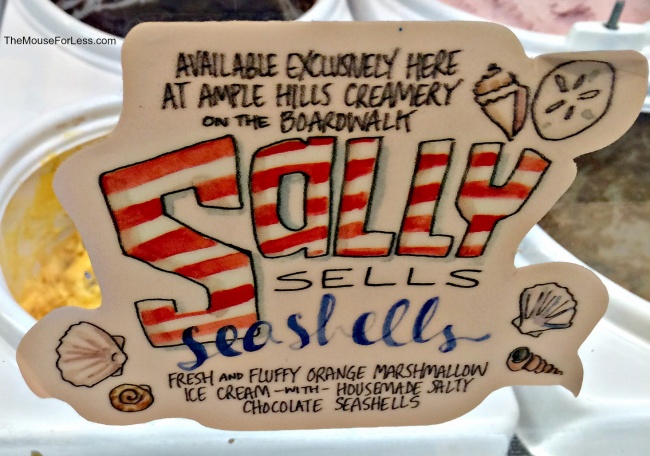 TheMouseForLess.com
AVAILABLE EXCLUSIVELY HERE
AT AMPLE HILLS CREAMERY
ON THE BOARDWALK
SALLY
SELLS
seashells
FRESH AND FLUFFY ORANGE MARSHMALLOW
ICE CREAM - WITH - HOUSEMADE SALTY
CHOCOLATE SEASHELLS